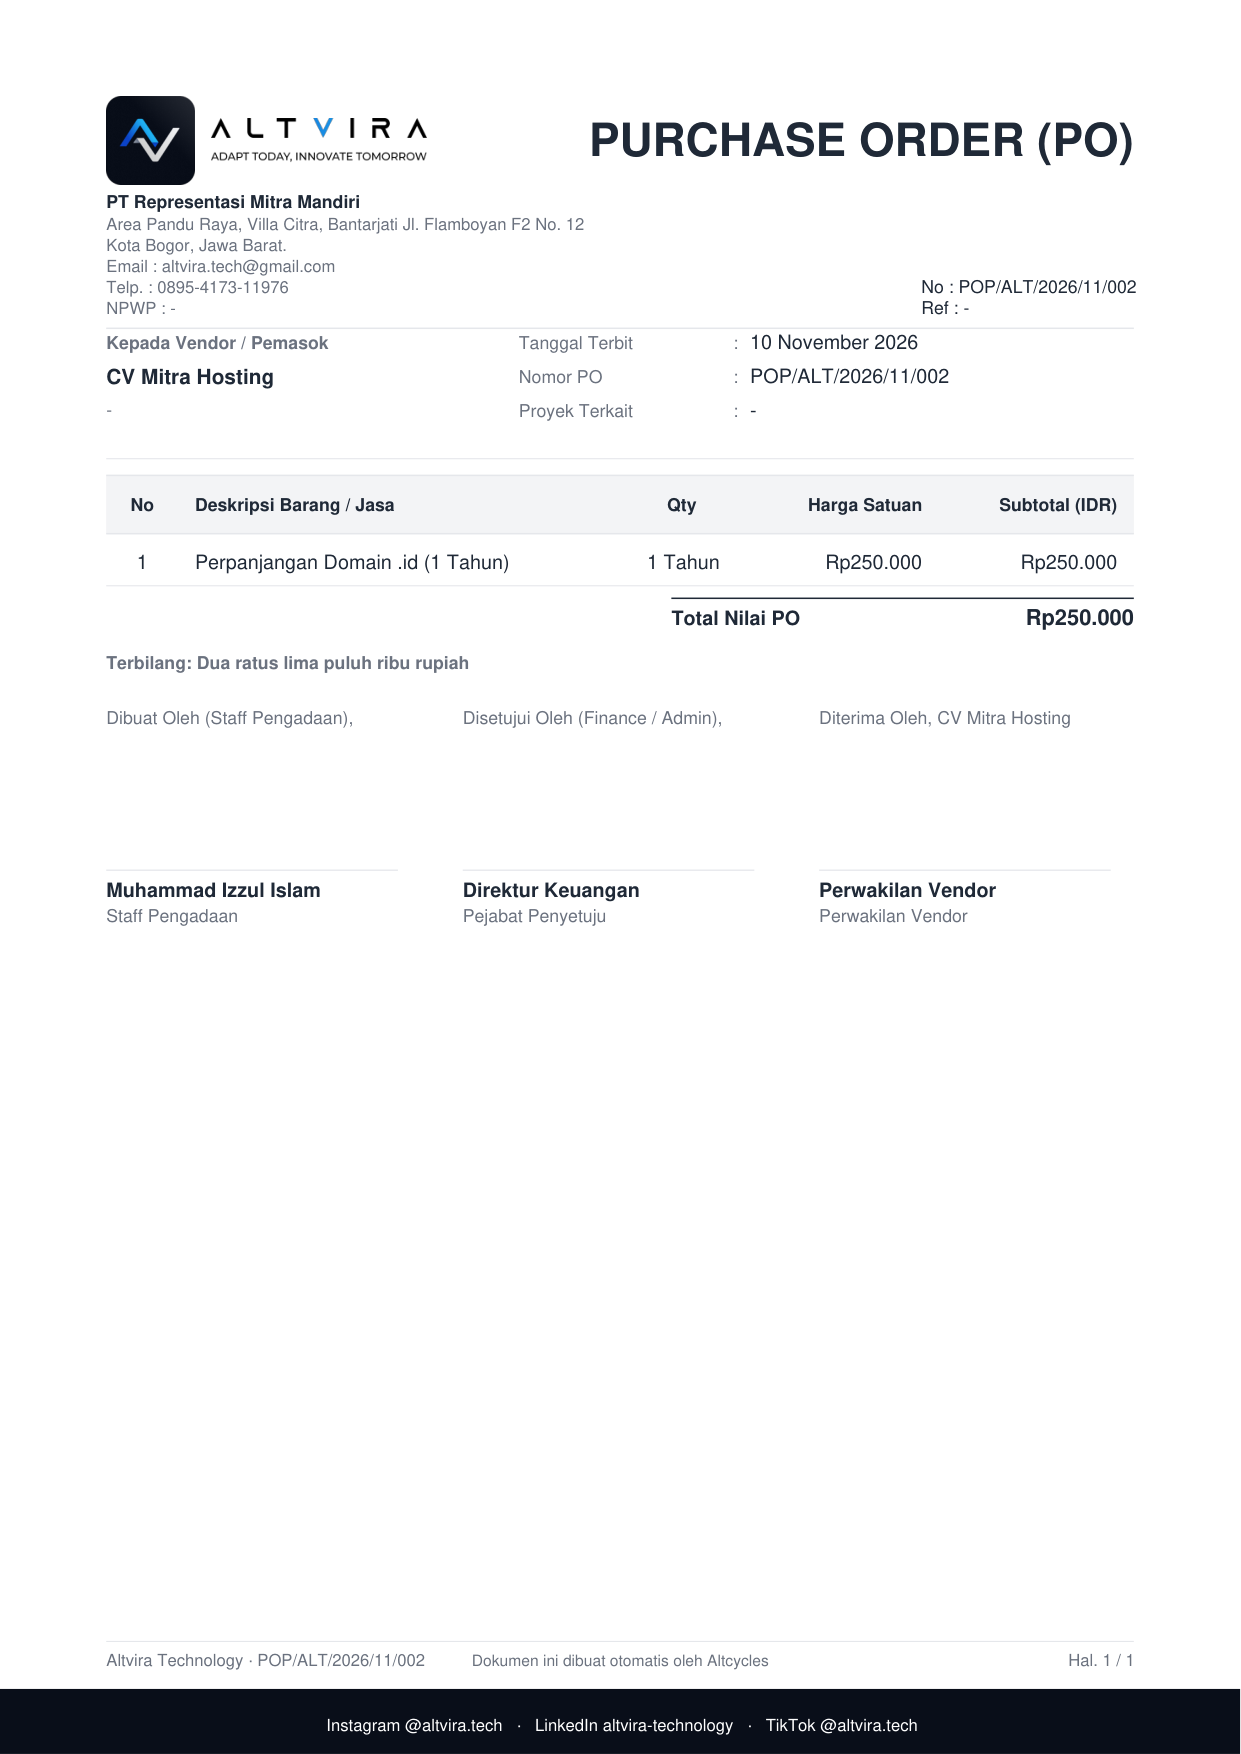 ALTVIRA
ADAPT TODAY, INNOVATE TOMORROW
PURCHASE ORDER (PO)
PT Representasi Mitra Mandiri
Area Pandu Raya, Villa Citra, Bantarjati Jl. Flamboyan F2 No. 12
Kota Bogor, Jawa Barat.
Email : altvira.tech@gmail.com
Telp. : 0895-4173-11976
NPWP : -
No : POP/ALT/2026/11/002
Ref : -
Kepada Vendor / Pemasok
CV Mitra Hosting
-
Tanggal Terbit : 10 November 2026
Nomor PO : POP/ALT/2026/11/002
Proyek Terkait : -
No Deskripsi Barang / Jasa Qty Harga Satuan Subtotal (IDR)
1 Perpanjangan Domain .id (1 Tahun) 1 Tahun Rp250.000 Rp250.000
Total Nilai PO Rp250.000
Terbilang: Dua ratus lima puluh ribu rupiah
Dibuat Oleh (Staff Pengadaan), Disetujui Oleh (Finance / Admin), Diterima Oleh, CV Mitra Hosting
Muhammad Izzul Islam Direktur Keuangan Perwakilan Vendor
Staff Pengadaan Pejabat Penyetuju Perwakilan Vendor
Altvira Technology · POP/ALT/2026/11/002 Dokumen ini dibuat otomatis oleh Altcycles Hal. 1 / 1
Instagram @altvira.tech · LinkedIn altvira-technology · TikTok @altvira.tech